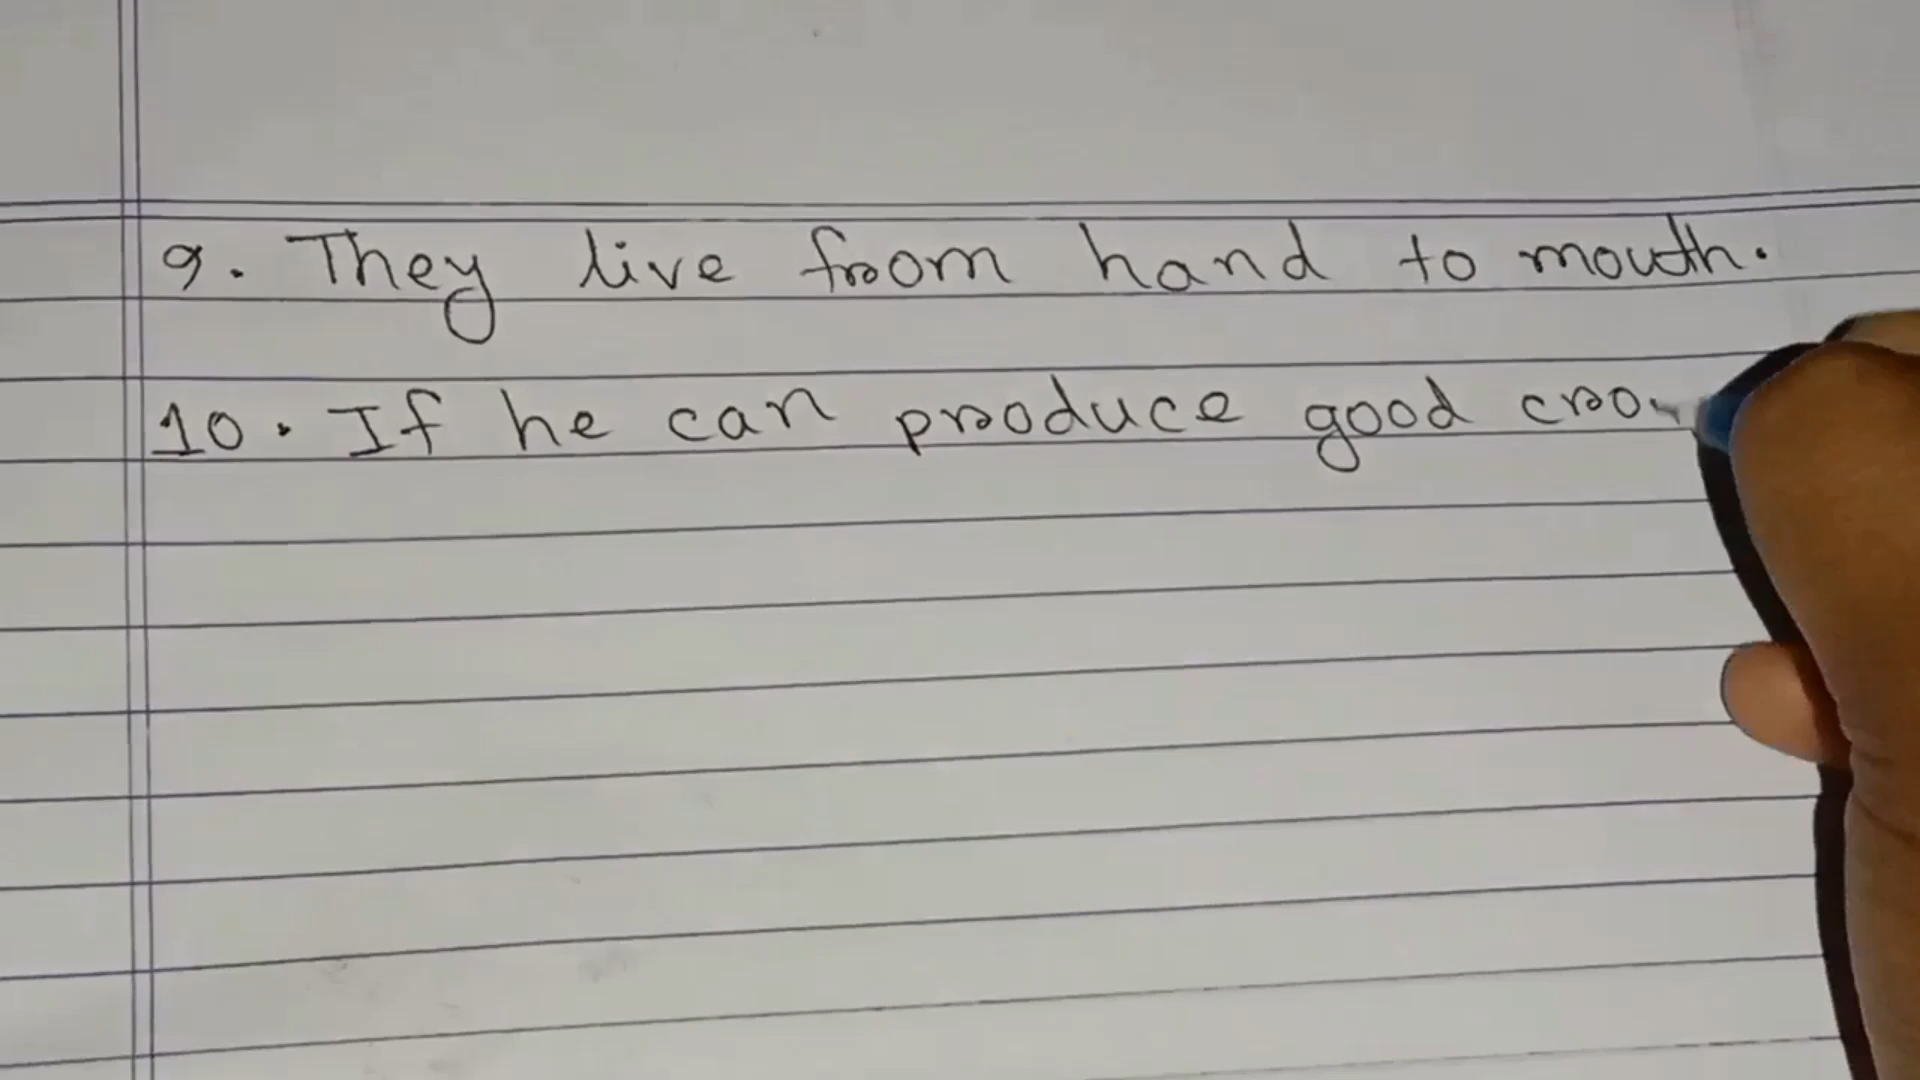 9. They live from hand to mouth.
10. If he can produce good